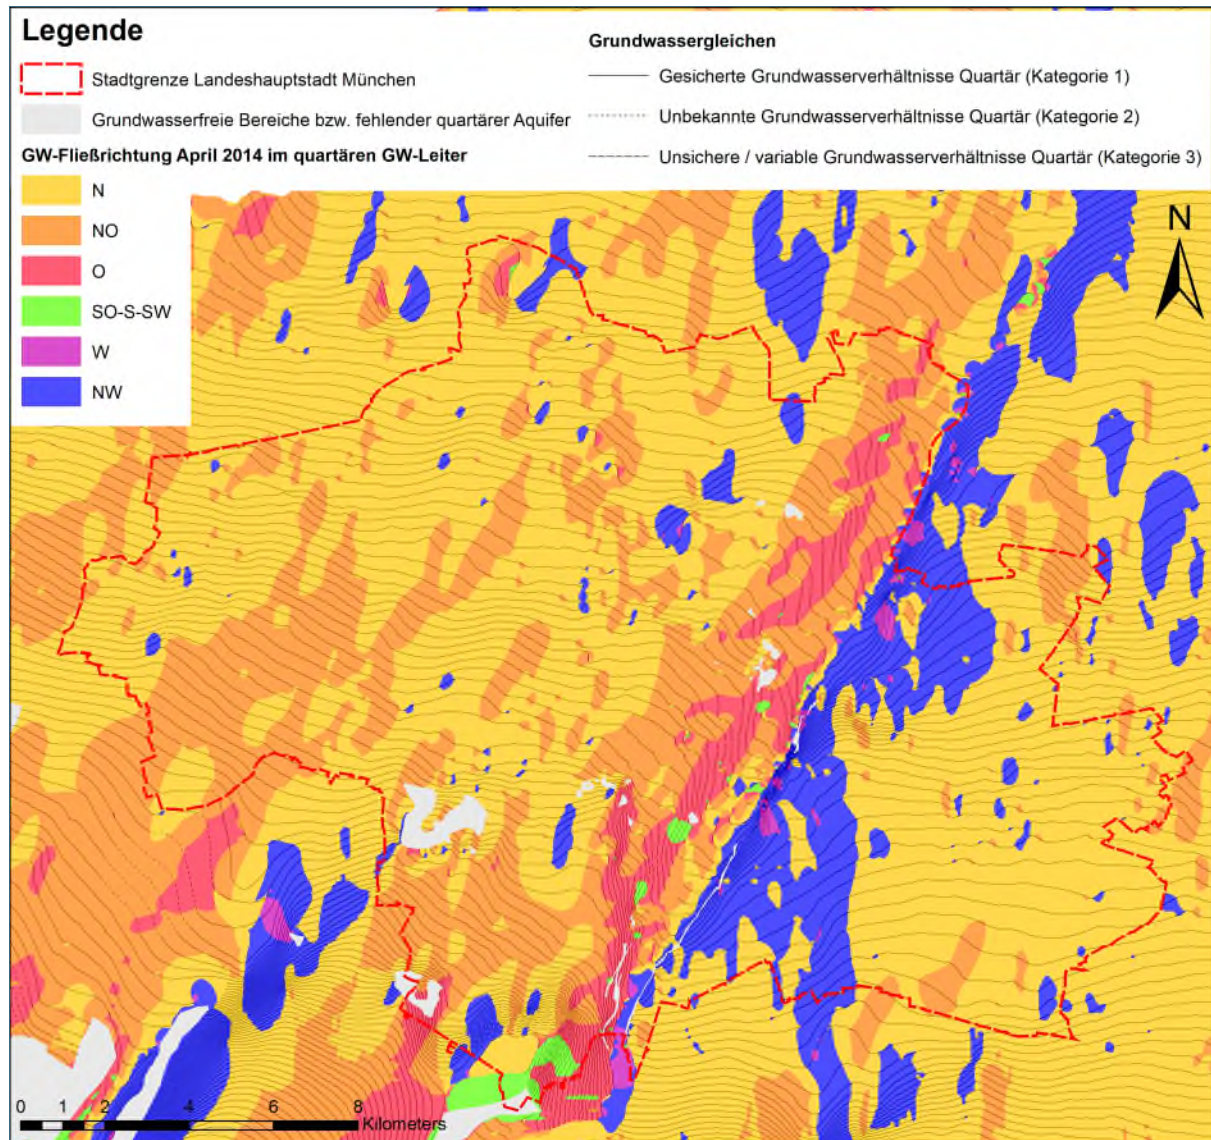 Legende
Stadtgrenze Landeshauptstadt München
Grundwasserfreie Bereiche bzw. fehlender quartärer Aquifer
GW-Fließrichtung April 2014 im quartären GW-Leiter
N
NO
O
SO-S-SW
W
NW
Grundwassergleichen
Gesicherte Grundwasserverhältnisse Quartär (Kategorie 1)
Unbekannte Grundwasserverhältnisse Quartär (Kategorie 2)
Unsichere / variable Grundwasserverhältnisse Quartär (Kategorie 3)
N
0 1 2 4 6 8
Kilometers